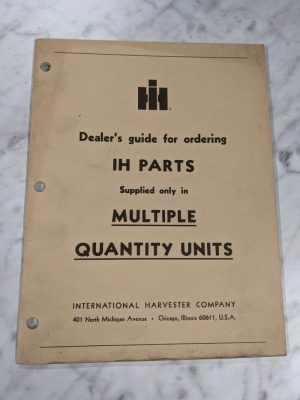 IH
Dealer's guide for ordering
IH PARTS
Supplied only in
MULTIPLE
QUANTITY UNITS
INTERNATIONAL HARVESTER COMPANY
401 North Michigan Avenue • Chicago, Illinois 60611, U.S.A.